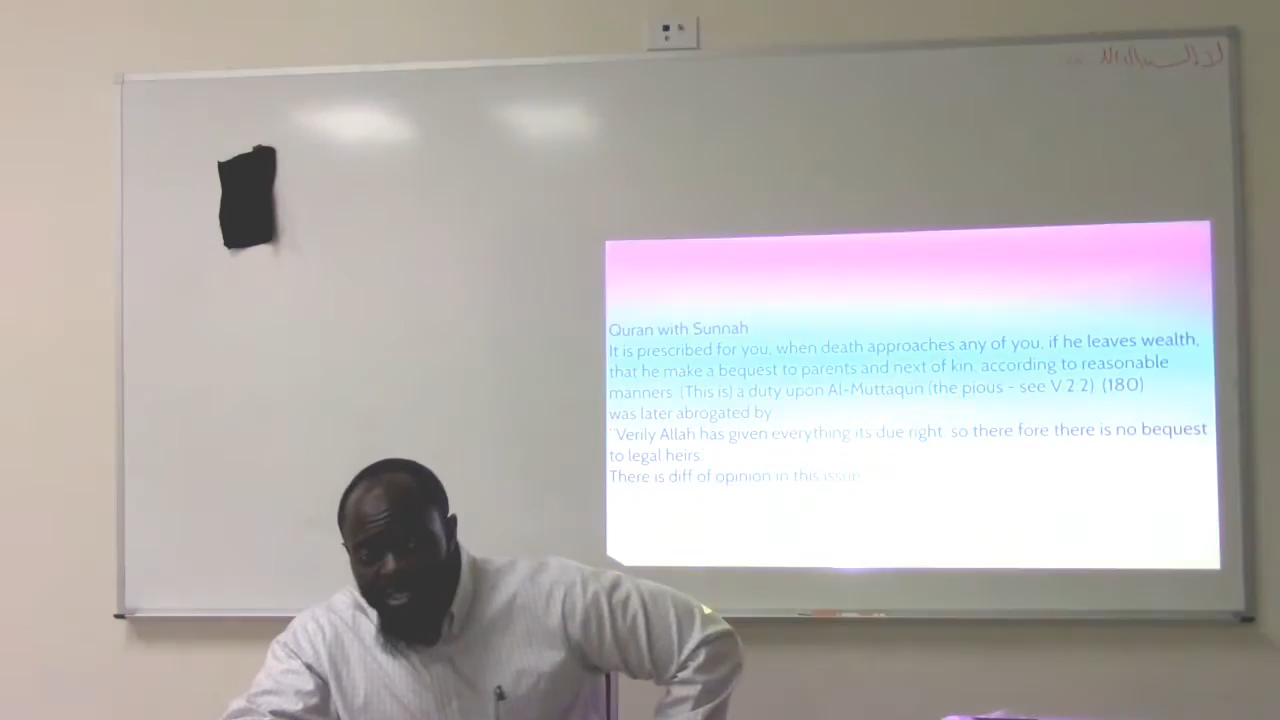 Quran with Sunnah
It is prescribed for you, when death approaches any of you, if he leaves wealth,
that he make a bequest to parents and next of kin, according to reasonable
manners. (This is) a duty upon Al-Muttaqun (the pious - see V.2:2). (180)
was later abrogated by
"Verily Allah has given everything its due right. so there fore there is no bequest
to legal heirs.
There is diff of opinion in this issue.